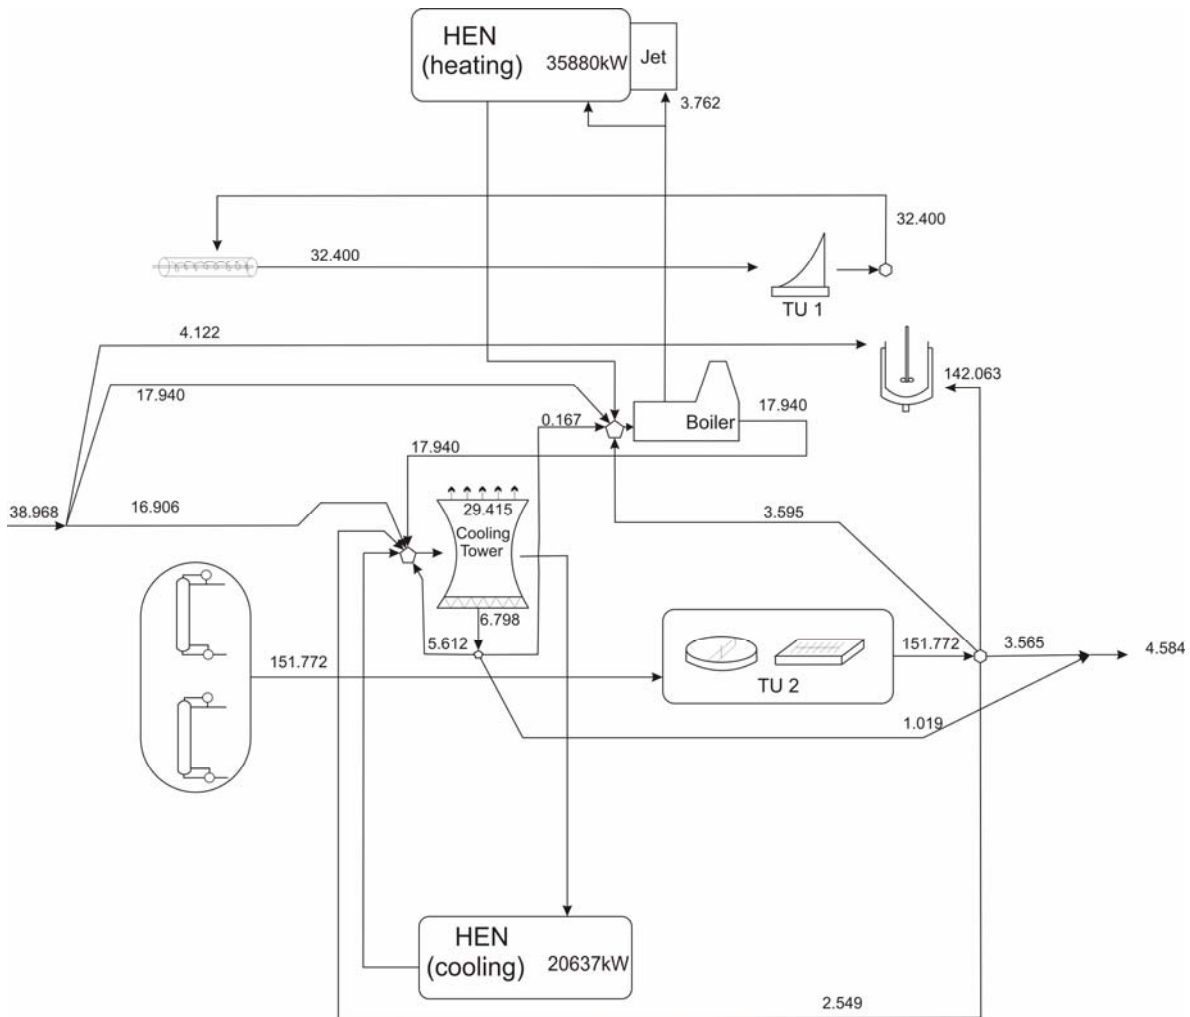 HEN
(heating)
35880kW
Jet
3.762
32.400
32.400
TU 1
4.122
142.063
17.940
17.940
0.167
Boiler
17.940
38.968
16.906
29.415
Cooling
Tower
3.595
6.798
5.612
151.772
151.772
3.565
4.584
TU 2
1.019
HEN
(cooling)
20637kW
2.549